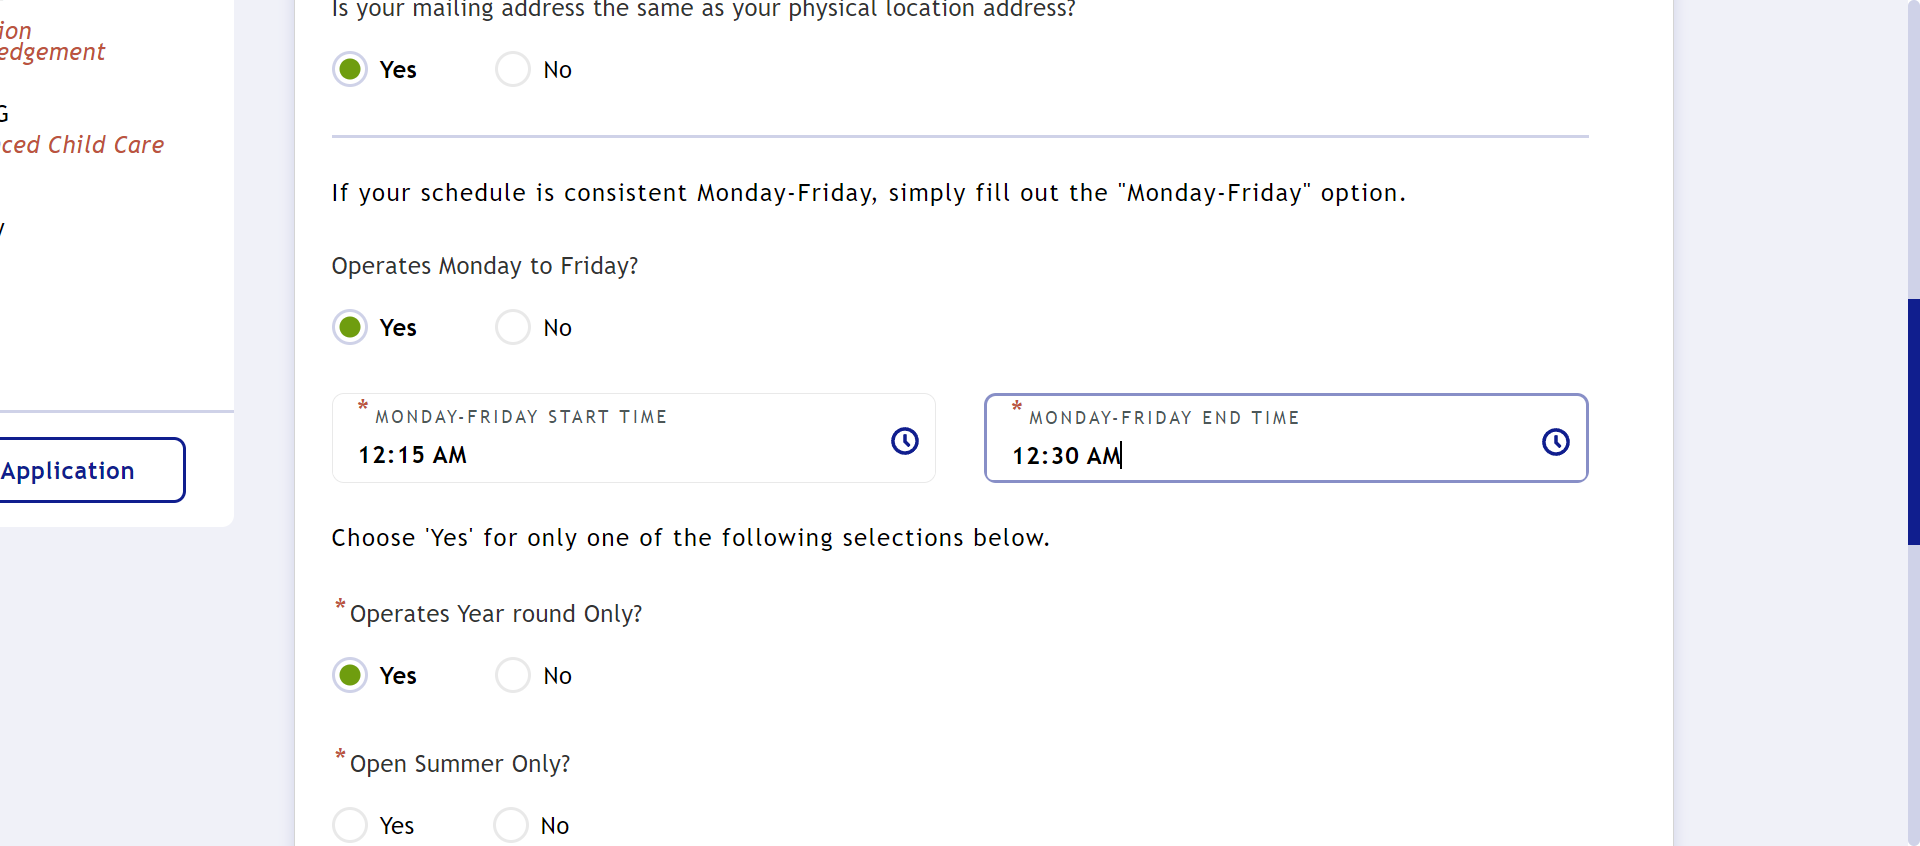 Is your mailing address the same as your physical location address?
ion
edgement
Yes No
G
ced Child Care
If your schedule is consistent Monday-Friday, simply fill out the "Monday-Friday" option.
Operates Monday to Friday?
Yes No
* MONDAY-FRIDAY START TIME
12:15 AM
* MONDAY-FRIDAY END TIME
12:30 AM
Application
Choose 'Yes' for only one of the following selections below.
*Operates Year round Only?
Yes No
*Open Summer Only?
Yes No